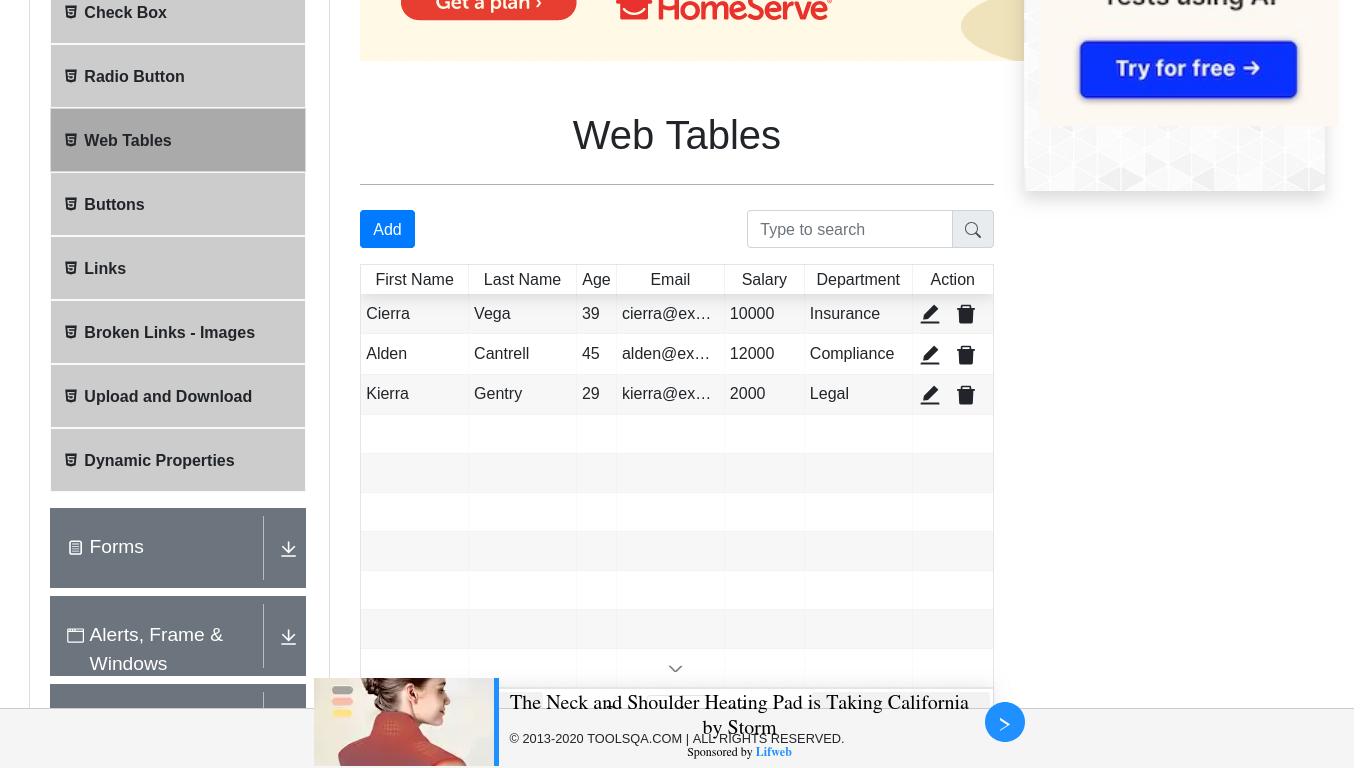 Check Box
Get a plan ›
HomeServe
Tests using AI
Radio Button
Try for free →
Web Tables
Web Tables
Buttons
Add
Type to search
Links
First Name Last Name Age Email Salary Department Action
Cierra Vega 39 cierra@ex… 10000 Insurance
Broken Links - Images
Alden Cantrell 45 alden@ex… 12000 Compliance
Upload and Download
Kierra Gentry 29 kierra@ex… 2000 Legal
Dynamic Properties
Forms
Alerts, Frame &
Windows
The Neck and Shoulder Heating Pad is Taking California
by Storm
© 2013-2020 TOOLSQA.COM | ALL RIGHTS RESERVED.
Sponsored by Lifweb